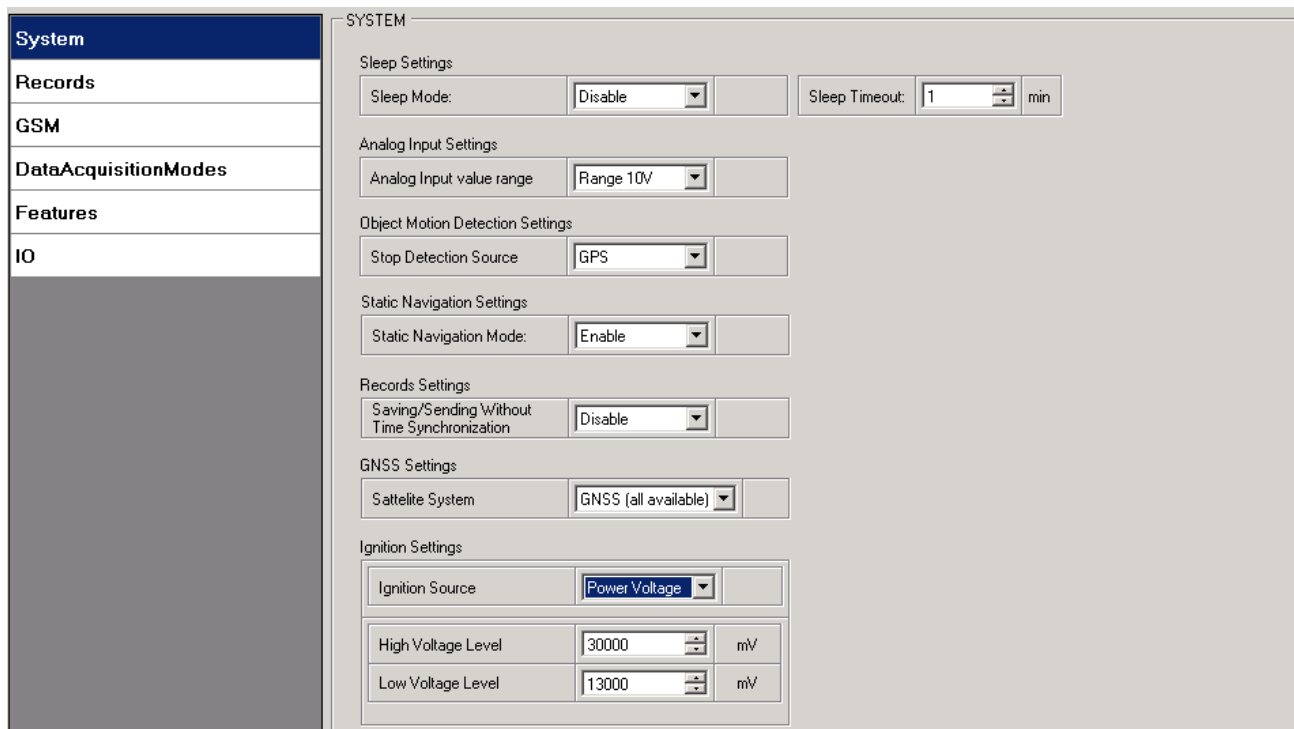 System
Records
GSM
DataAcquisitionModes
Features
IO
SYSTEM
Sleep Settings
Sleep Mode: Disable Sleep Timeout: 1 min
Analog Input Settings
Analog Input value range Range 10V
Object Motion Detection Settings
Stop Detection Source GPS
Static Navigation Settings
Static Navigation Mode: Enable
Records Settings
Saving/Sending Without
Time Synchronization Disable
GNSS Settings
Sattelite System GNSS (all available)
Ignition Settings
Ignition Source Power Voltage
High Voltage Level 30000 mV
Low Voltage Level 13000 mV